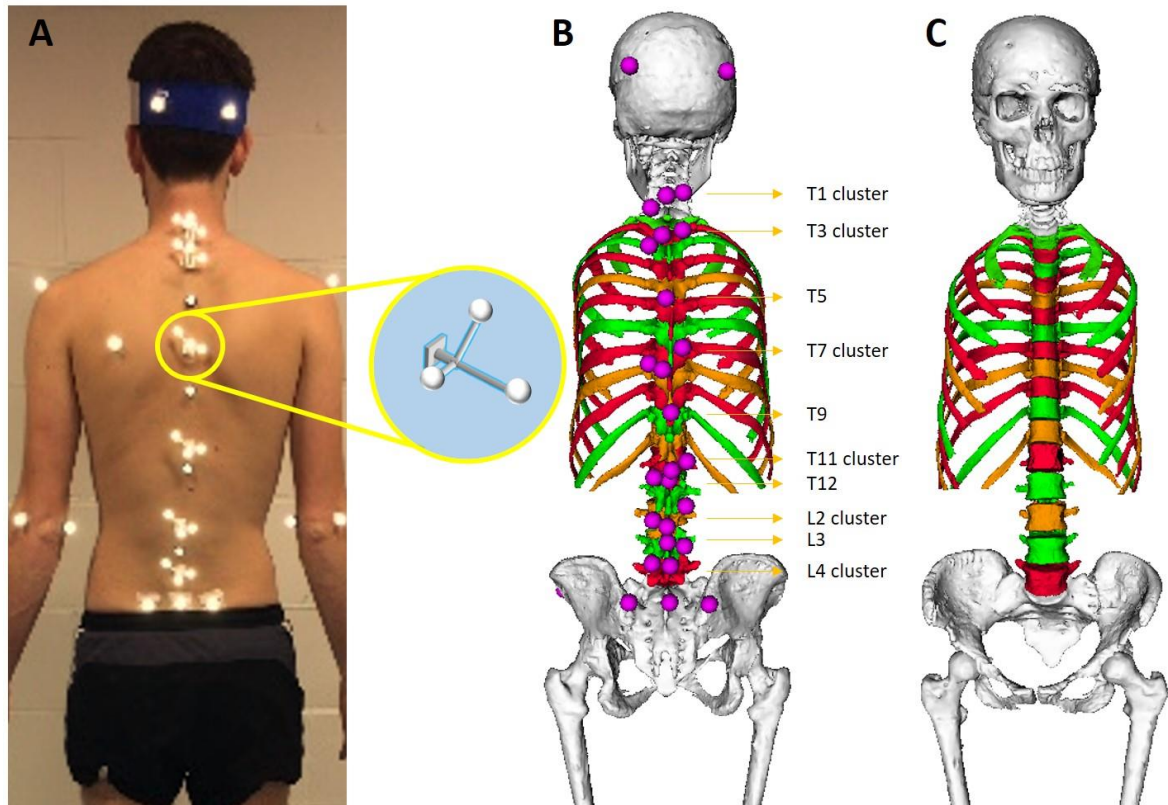 A
B
C
T1 cluster
T3 cluster
T5
T7 cluster
T9
T11 cluster
T12
L2 cluster
L3
L4 cluster